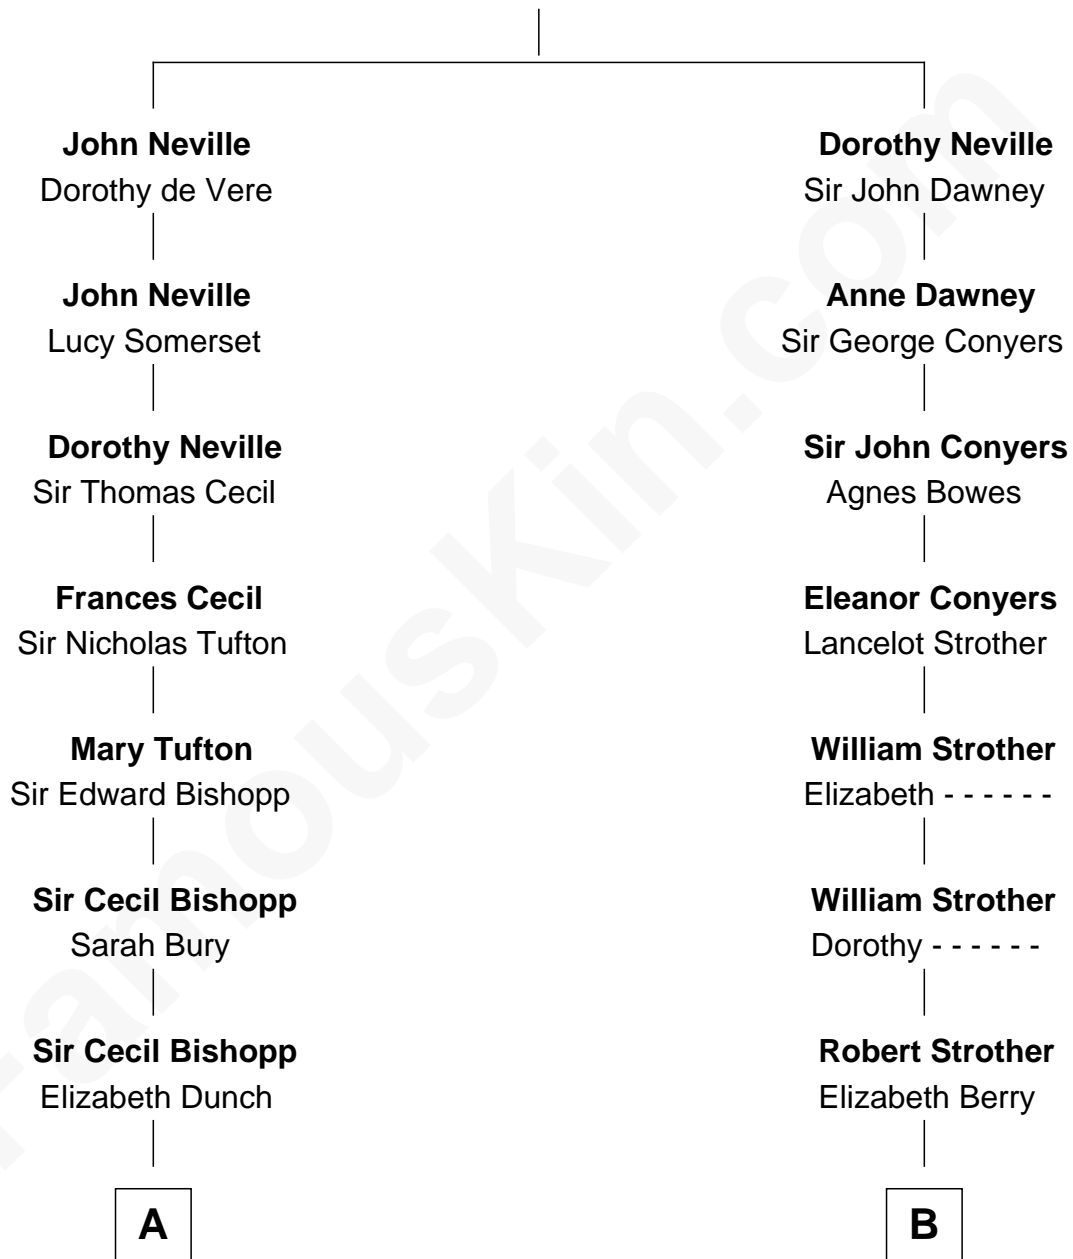 John Neville
Dorothy de Vere
John Neville
Lucy Somerset
Dorothy Neville
Sir Thomas Cecil
Frances Cecil
Sir Nicholas Tufton
Mary Tufton
Sir Edward Bishopp
Sir Cecil Bishopp
Sarah Bury
Sir Cecil Bishopp
Elizabeth Dunch
A
Dorothy Neville
Sir John Dawney
Anne Dawney
Sir George Conyers
Sir John Conyers
Agnes Bowes
Eleanor Conyers
Lancelot Strother
William Strother
Elizabeth - - - - - -
William Strother
Dorothy - - - - - -
Robert Strother
Elizabeth Berry
B
FamousKin.com